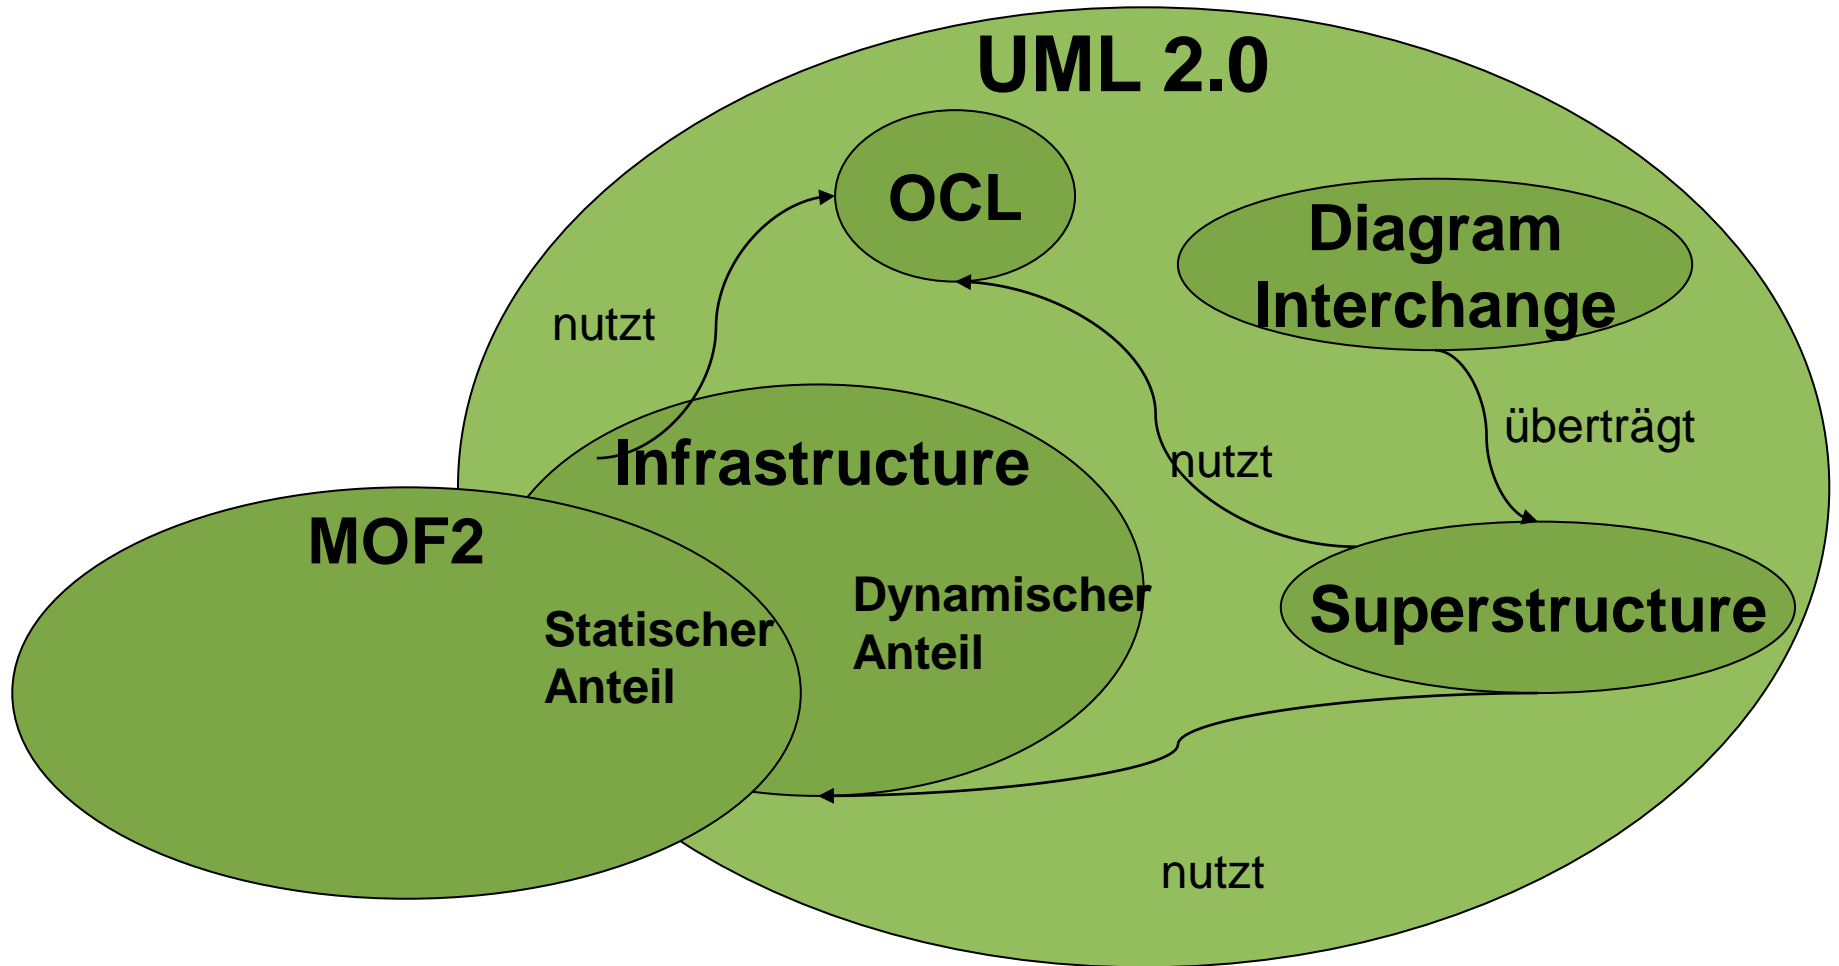 UML 2.0
OCL
Diagram
Interchange
nutzt
überträgt
Infrastructure
nutzt
MOF2
Dynamischer
Anteil
Statischer
Anteil
Superstructure
nutzt